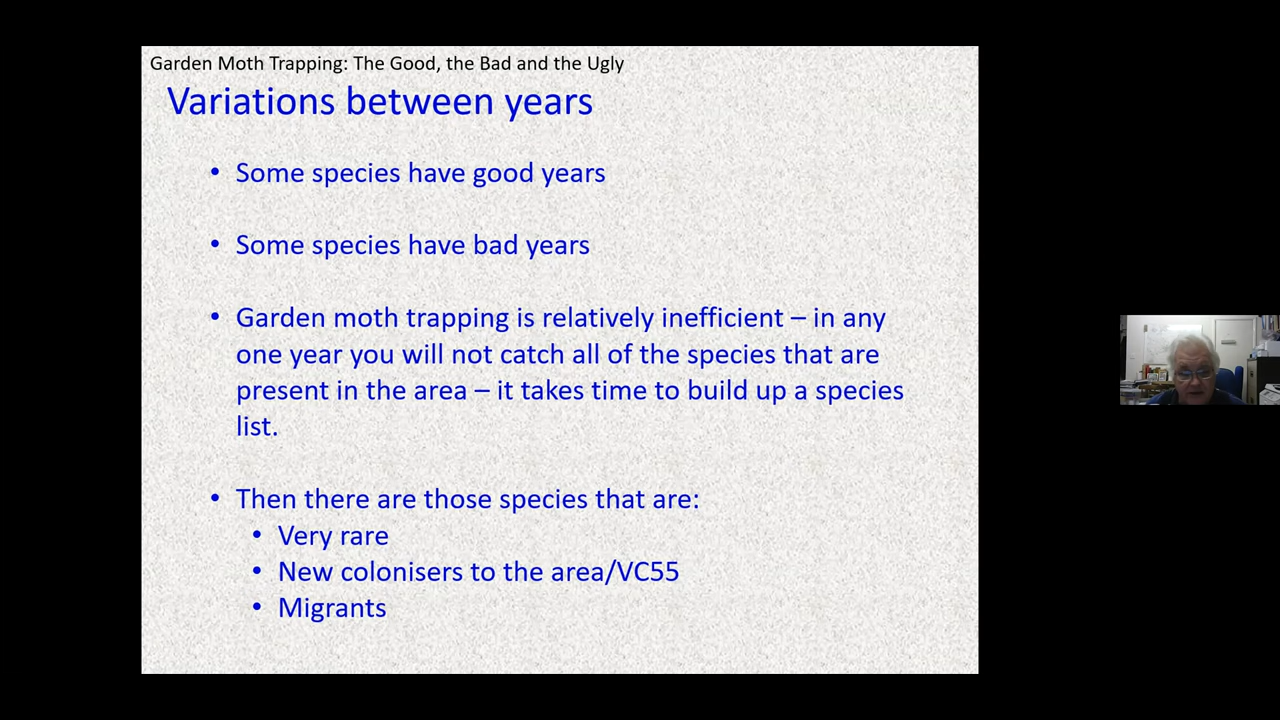 Garden Moth Trapping: The Good, the Bad and the Ugly
Variations between years
• Some species have good years
• Some species have bad years
• Garden moth trapping is relatively inefficient – in any
one year you will not catch all of the species that are
present in the area – it takes time to build up a species
list.
• Then there are those species that are:
• Very rare
• New colonisers to the area/VC55
• Migrants